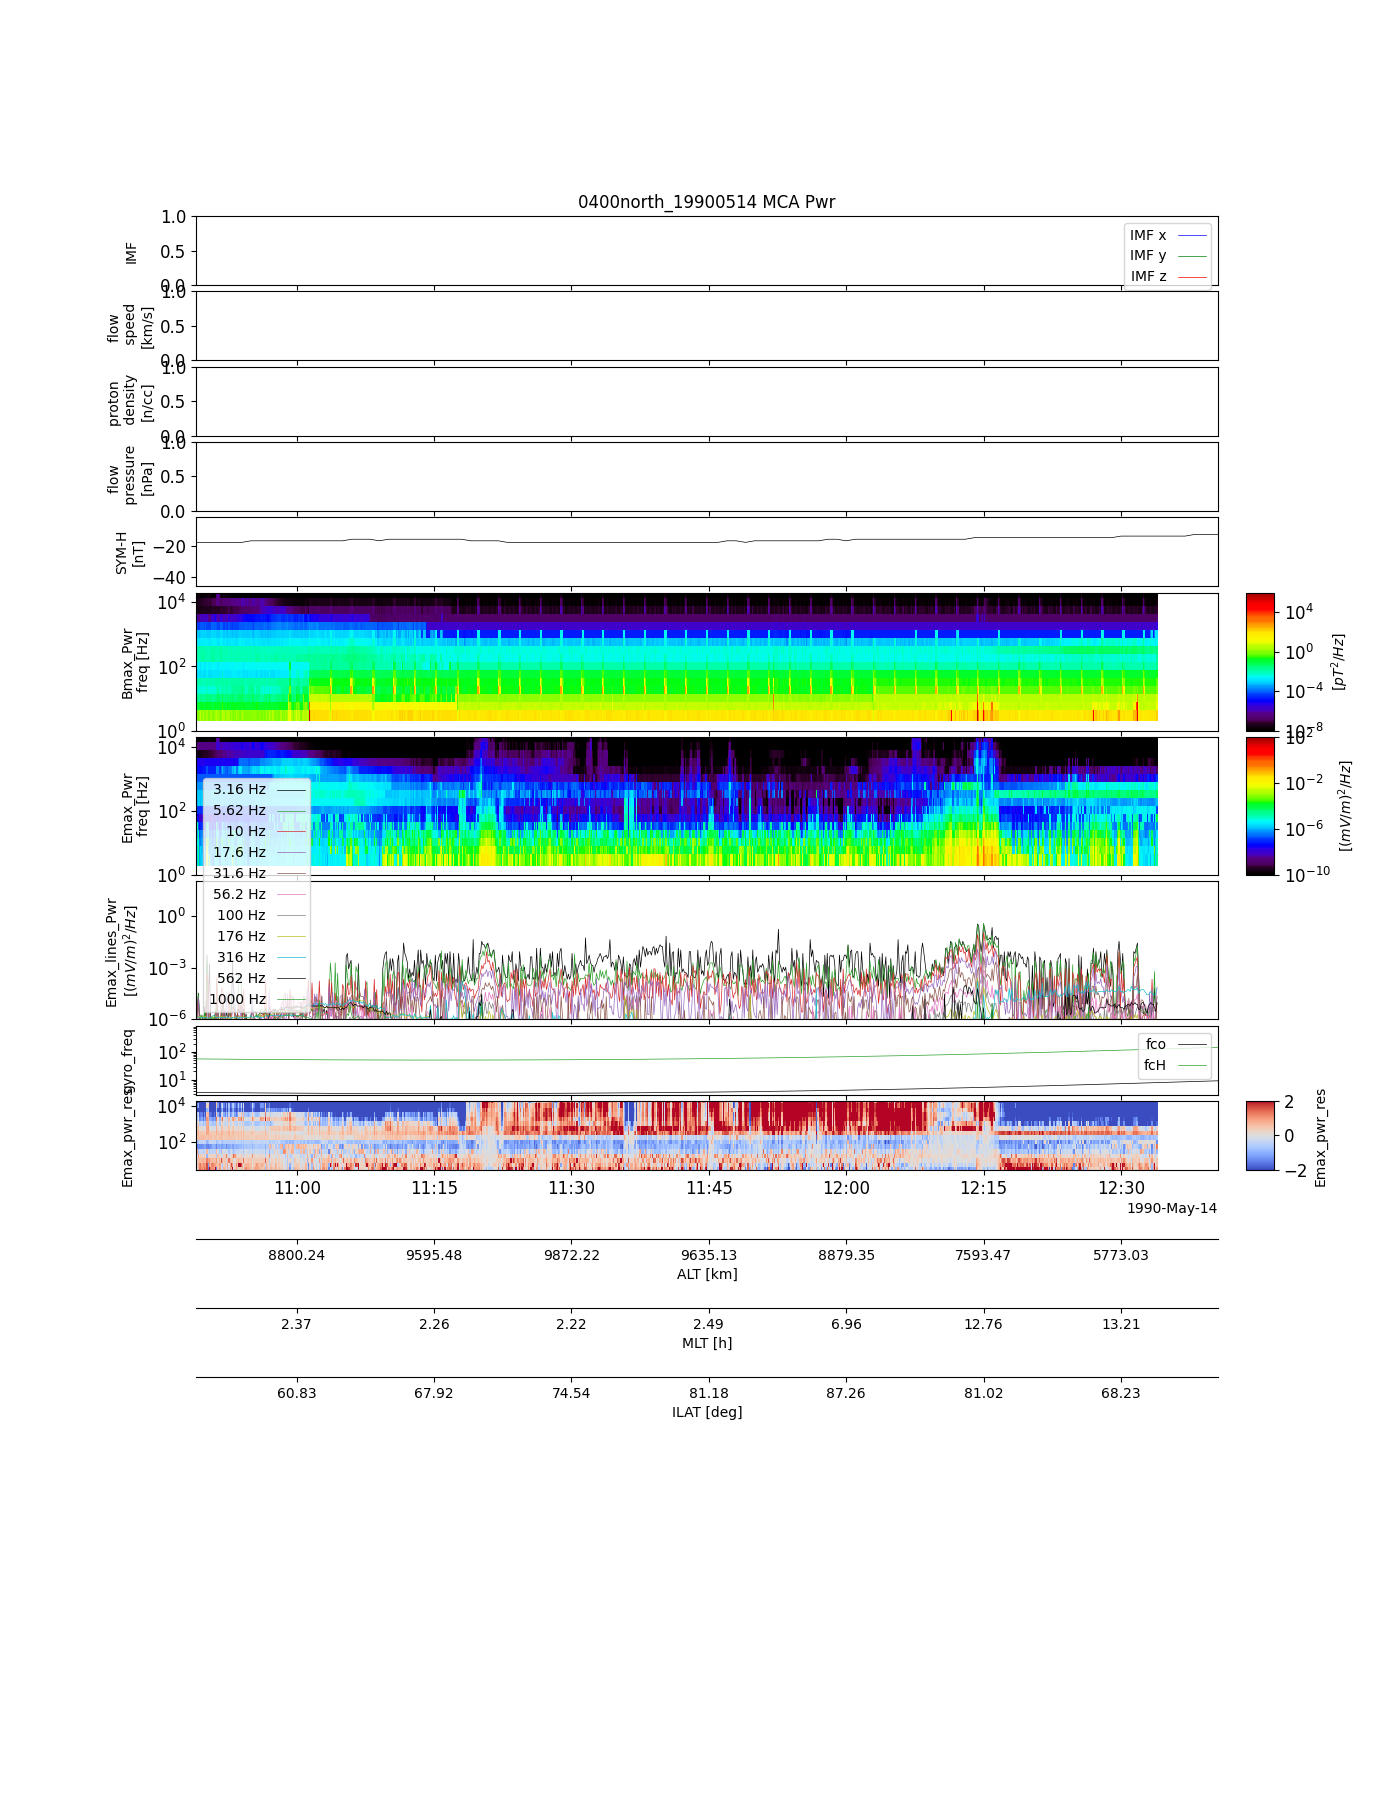 0400north_19900514 MCA Pwr
1.0
0.5
0.0
IMF
IMF x
IMF y
IMF z
1.0
0.5
0.0
flow
speed
[km/s]
1.0
0.5
0.0
proton
density
[n/cc]
1.0
0.5
0.0
flow
pressure
[nPa]
−20
−40
SYM-H
[nT]
10^4
10^2
10^0
Bmax_Pwr
freq [Hz]
10^4
10^0
10^−4
10^−8
[pT^2/Hz]
10^4
10^2
10^0
Emax_Pwr
freq [Hz]
10^2
10^−2
10^−6
10^−10
[(mV/m)^2/Hz]
3.16 Hz
5.62 Hz
10 Hz
17.6 Hz
31.6 Hz
56.2 Hz
100 Hz
176 Hz
316 Hz
562 Hz
1000 Hz
10^0
10^−3
10^−6
Emax_lines_Pwr
[(mV/m)^2/Hz]
10^2
10^1
gyro_freq
fco
fcH
10^4
10^2
Emax_pwr_res
2
0
−2
Emax_pwr_res
11:00 11:15 11:30 11:45 12:00 12:15 12:30
1990-May-14
8800.24 9595.48 9872.22 9635.13 8879.35 7593.47 5773.03
ALT [km]
2.37 2.26 2.22 2.49 6.96 12.76 13.21
MLT [h]
60.83 67.92 74.54 81.18 87.26 81.02 68.23
ILAT [deg]